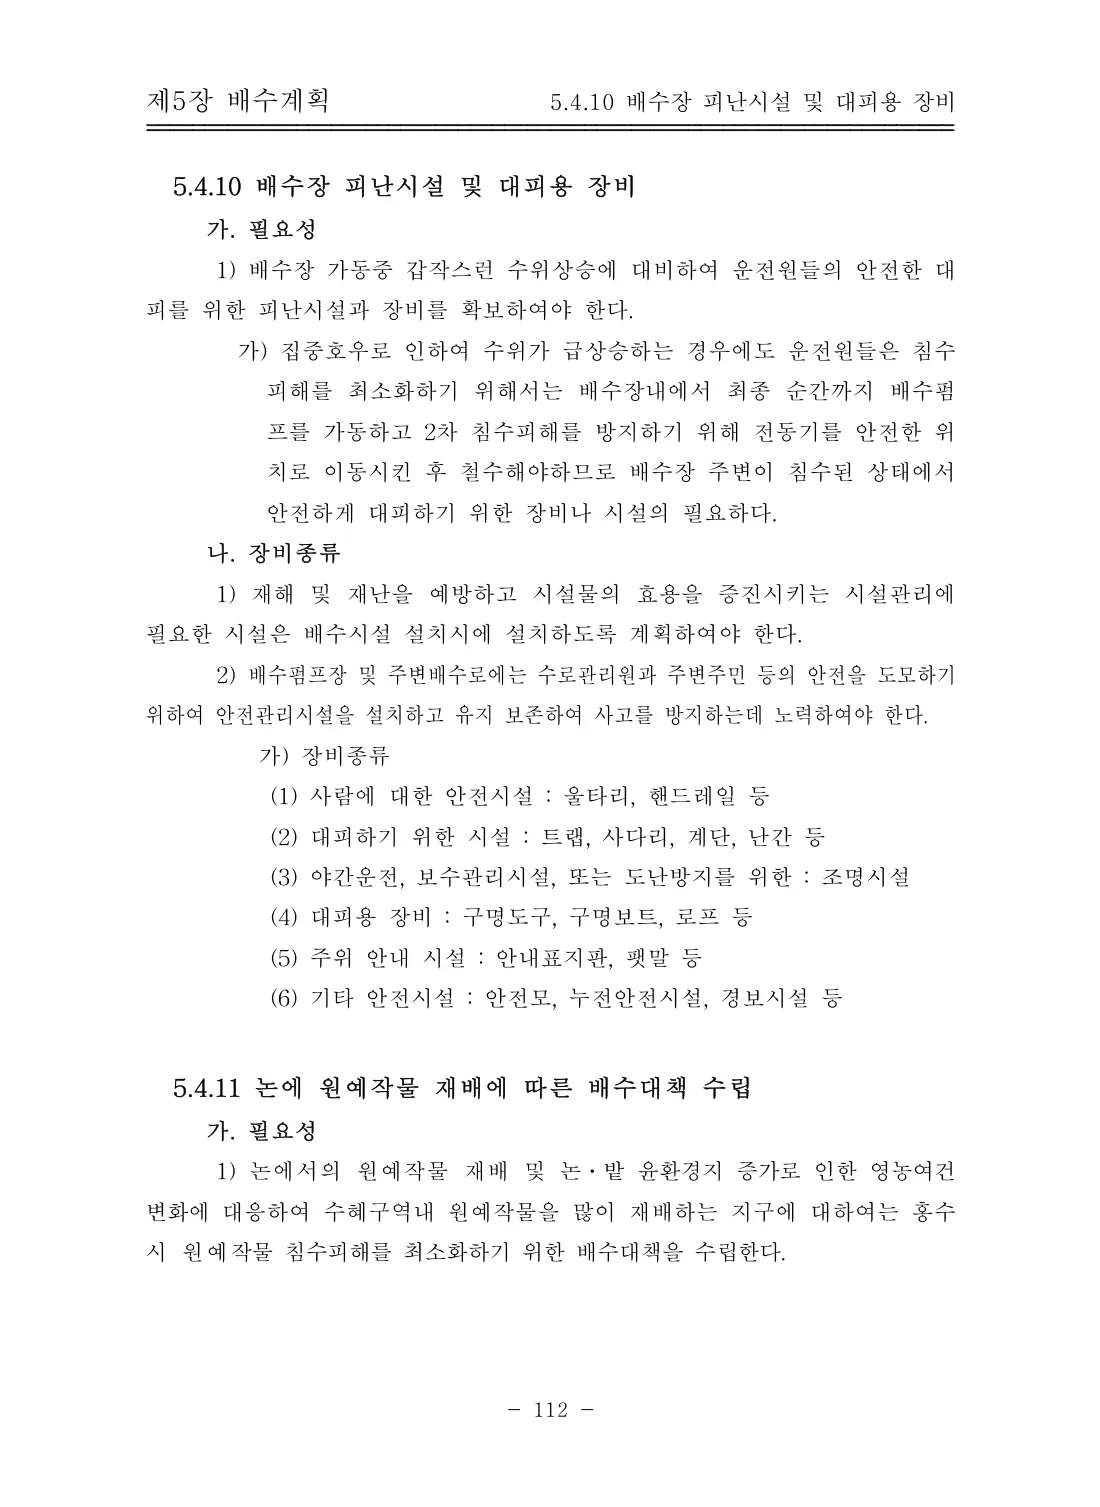 제5장 배수계획
5.4.10 배수장 피난시설 및 대피용 장비
5.4.10 배수장 피난시설 및 대피용 장비
가. 필요성
1) 배수장 가동중 갑작스런 수위상승에 대비하여 운전원들의 안전한 대
피를 위한 피난시설과 장비를 확보하여야 한다.
가) 집중호우로 인하여 수위가 급상승하는 경우에도 운전원들은 침수
피해를 최소화하기 위해서는 배수장내에서 최종 순간까지 배수펌
프를 가동하고 2차 침수피해를 방지하기 위해 전동기를 안전한 위
치로 이동시킨 후 철수해야하므로 배수장 주변이 침수된 상태에서
안전하게 대피하기 위한 장비나 시설의 필요하다.
나. 장비종류
1) 재해 및 재난을 예방하고 시설물의 효용을 증진시키는 시설관리에
필요한 시설은 배수시설 설치시에 설치하도록 계획하여야 한다.
2) 배수펌프장 및 주변배수로에는 수로관리원과 주변주민 등의 안전을 도모하기
위하여 안전관리시설을 설치하고 유지 보존하여 사고를 방지하는데 노력하여야 한다.
가) 장비종류
(1) 사람에 대한 안전시설 : 울타리, 핸드레일 등
(2) 대피하기 위한 시설 : 트랩, 사다리, 계단, 난간 등
(3) 야간운전, 보수관리시설, 또는 도난방지를 위한 : 조명시설
(4) 대피용 장비 : 구명도구, 구명보트, 로프 등
(5) 주위 안내 시설 : 안내표지판, 팻말 등
(6) 기타 안전시설 : 안전모, 누전안전시설, 경보시설 등
5.4.11 논에 원예작물 재배에 따른 배수대책 수립
가. 필요성
1) 논에서의 원예작물 재배 및 논·밭 윤환경지 증가로 인한 영농여건
변화에 대응하여 수혜구역내 원예작물을 많이 재배하는 지구에 대하여는 홍수
시 원예작물 침수피해를 최소화하기 위한 배수대책을 수립한다.
- 112 -